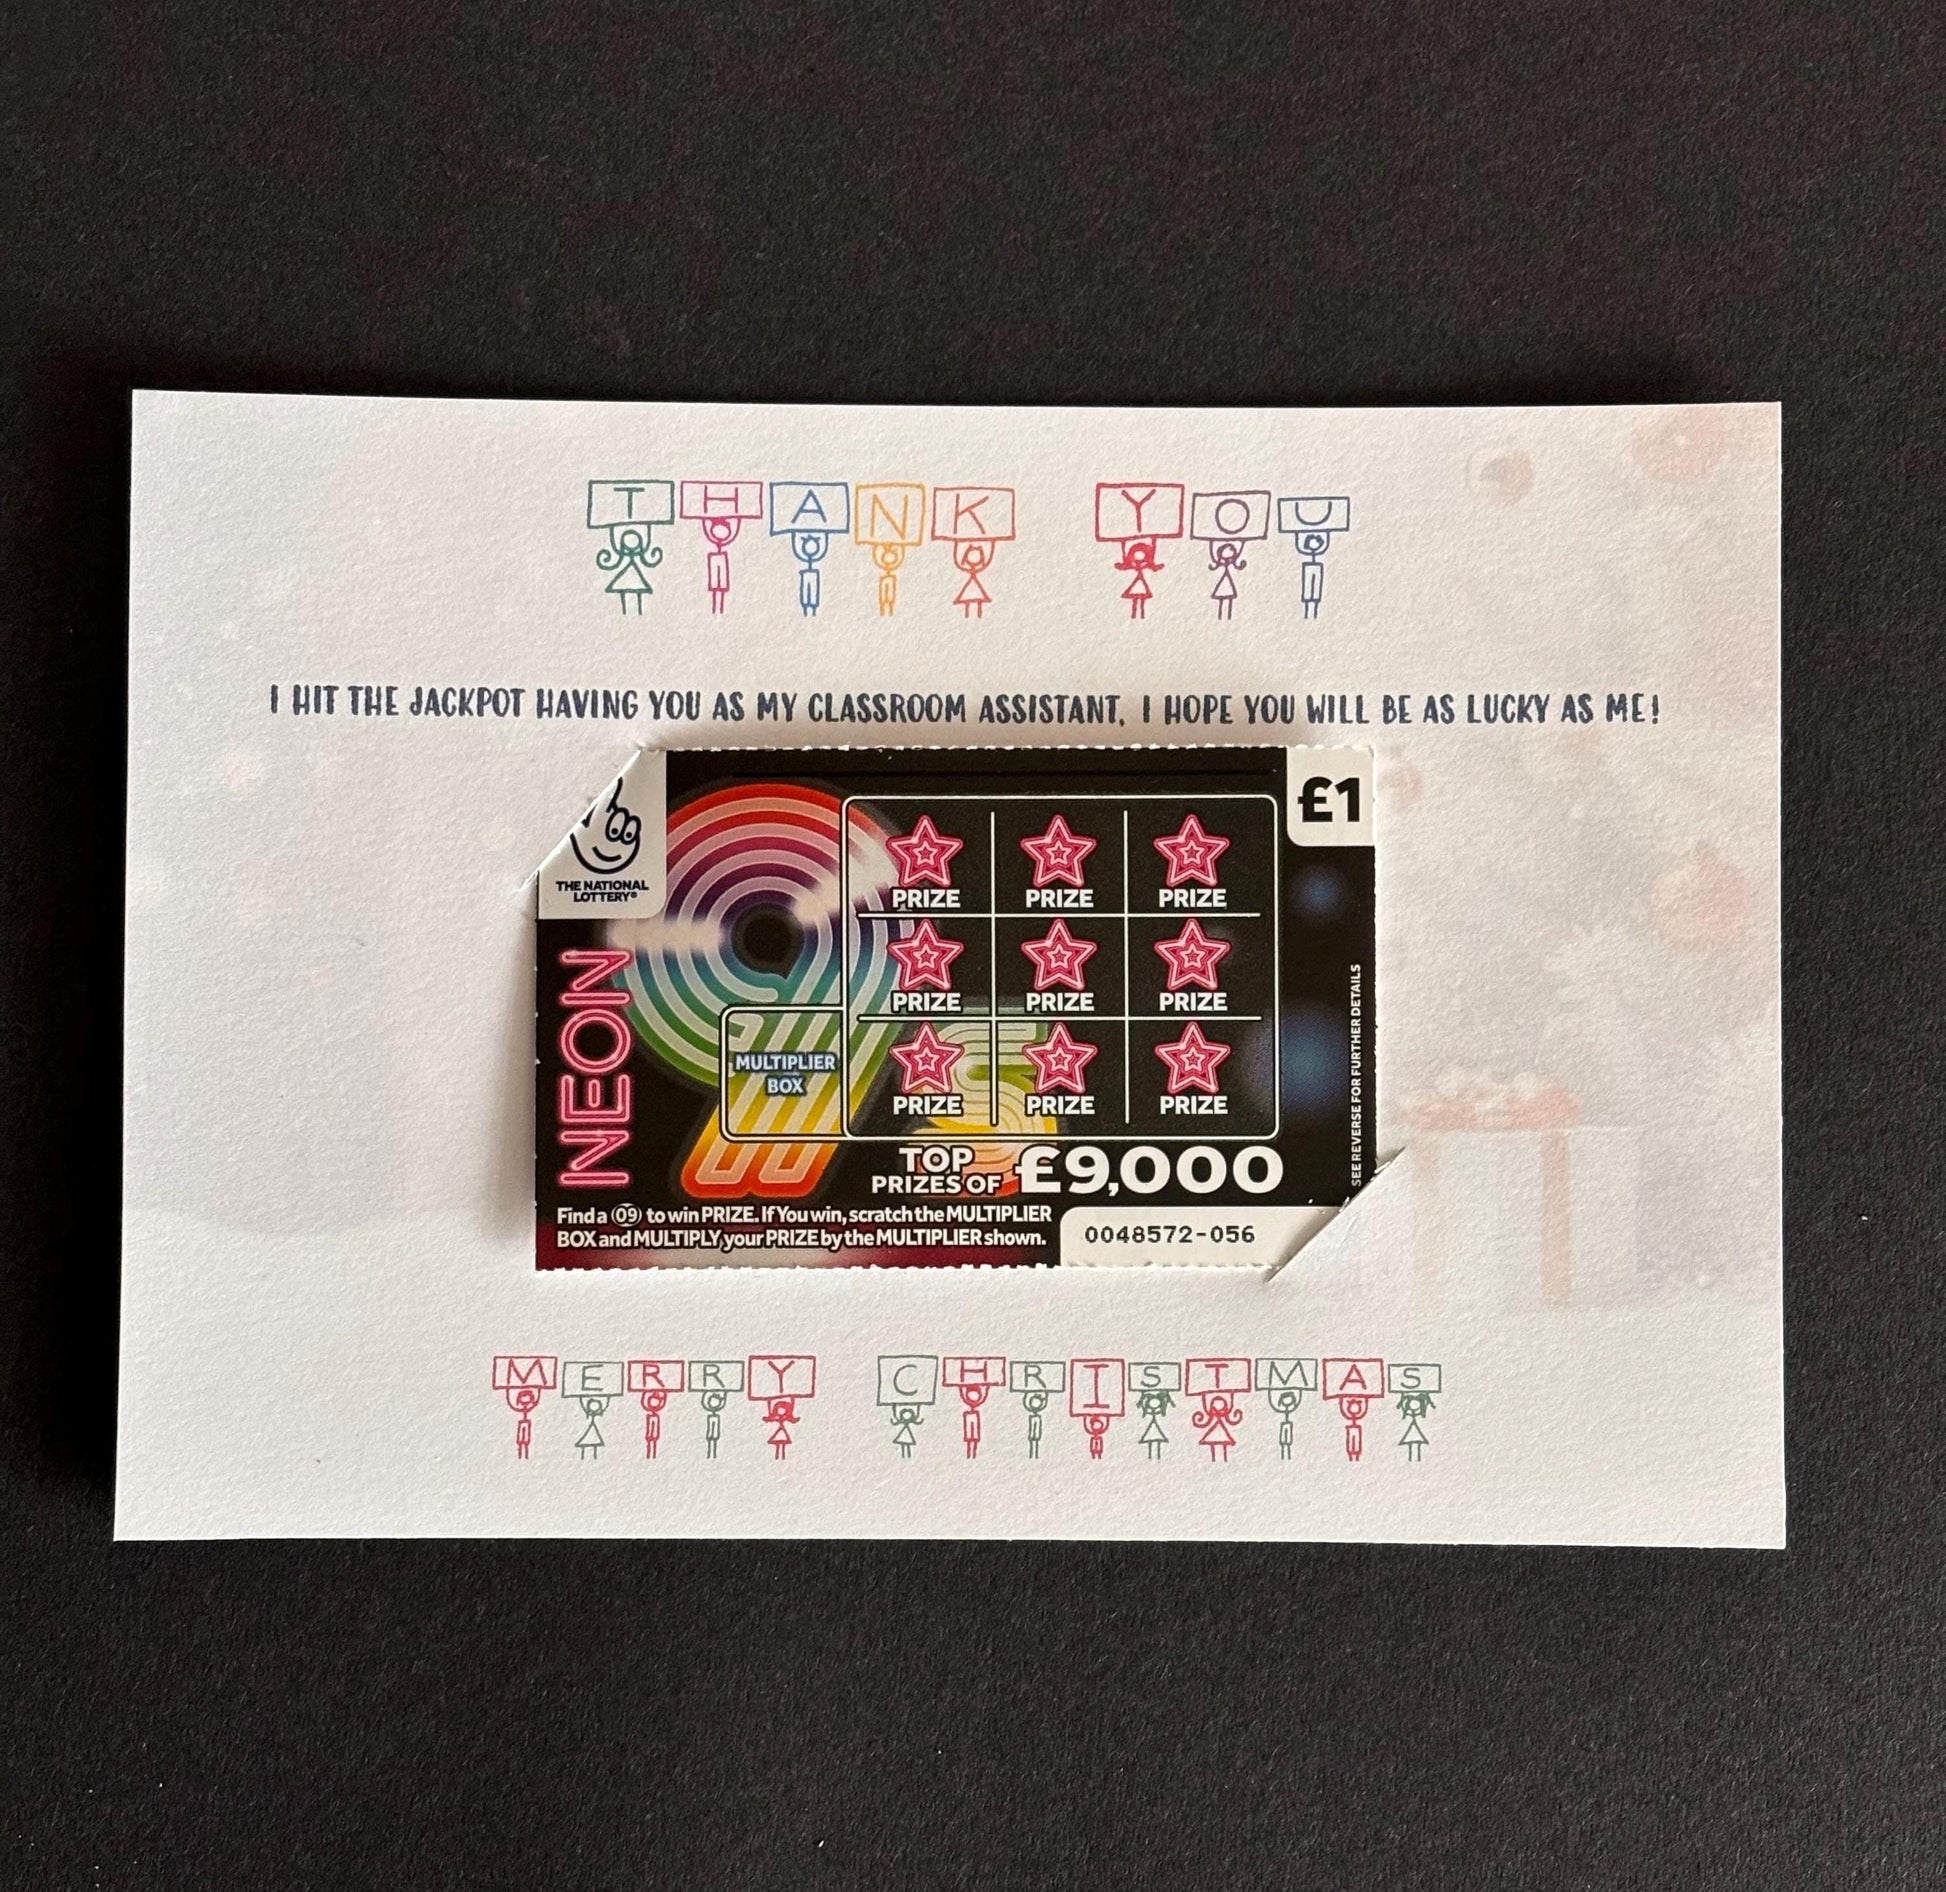 THANK YOU
I HIT THE JACKPOT HAVING YOU AS MY CLASSROOM ASSISTANT, I HOPE YOU WILL BE AS LUCKY AS ME!
THE NATIONAL
LOTTERY®
£1
NEON
9s
PRIZE PRIZE PRIZE
PRIZE PRIZE PRIZE
PRIZE PRIZE PRIZE
MULTIPLIER
BOX
SEE REVERSE FOR FURTHER DETAILS
TOP
PRIZES OF £9,000
Find a 09 to win PRIZE. If You win, scratch the MULTIPLIER
BOX and MULTIPLY your PRIZE by the MULTIPLIER shown.
0048572-056
MERRY CHRISTMAS